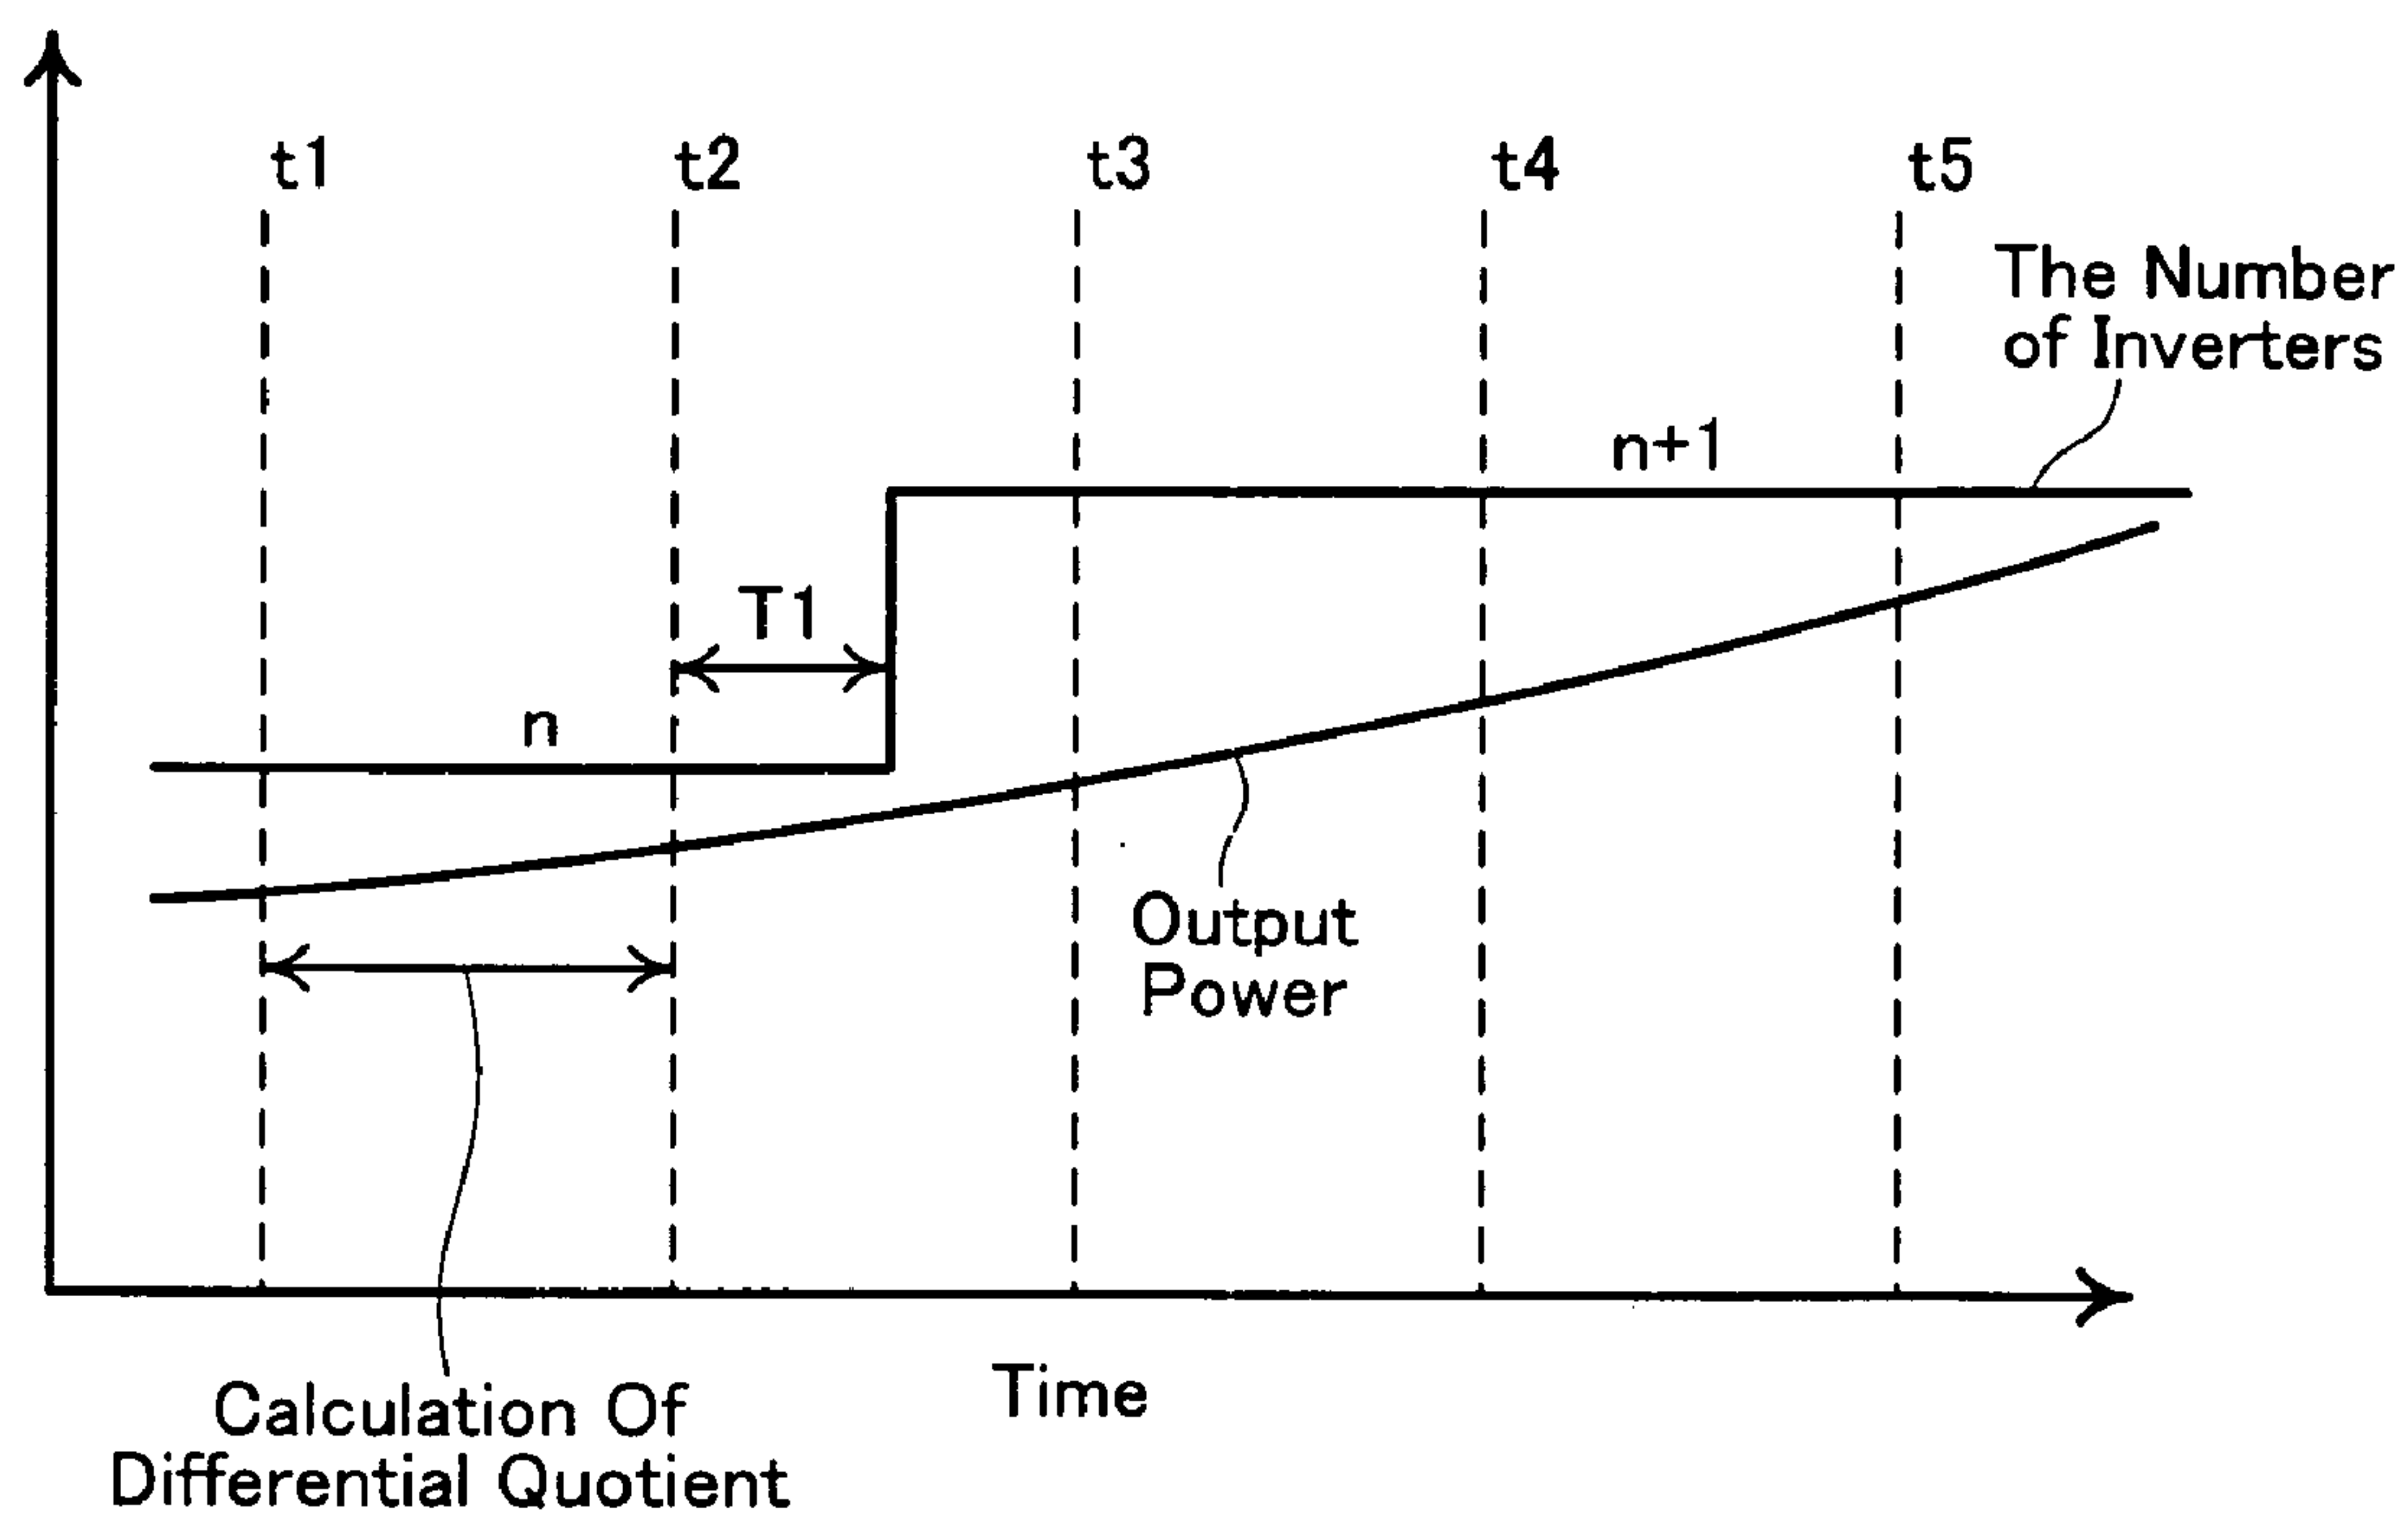 t1
t2
t3
t4
t5
The Number
of Inverters
n+1
T1
n
Output
Power
Time
Calculation Of
Differential Quotient